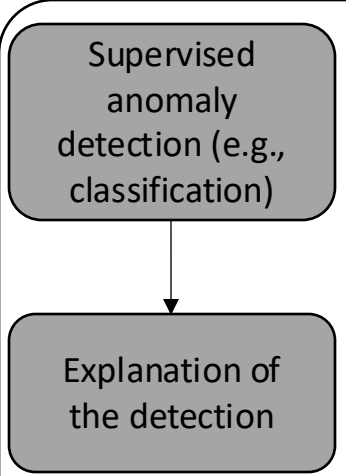 Supervised
anomaly
detection (e.g.,
classification)
Explanation of
the detection